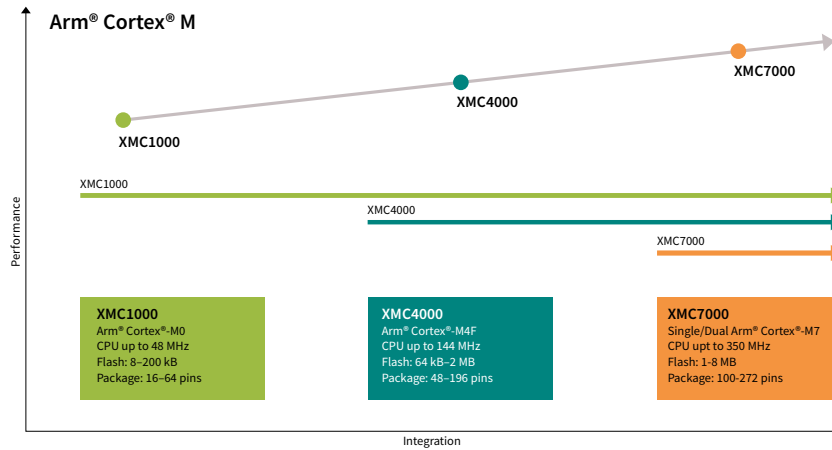 Arm® Cortex® M
XMC7000
XMC4000
XMC1000
XMC1000
XMC4000
XMC7000
Performance
XMC1000
Arm® Cortex®-M0
CPU up to 48 MHz
Flash: 8–200 kB
Package: 16–64 pins
XMC4000
Arm® Cortex®-M4F
CPU up to 144 MHz
Flash: 64 kB–2 MB
Package: 48–196 pins
XMC7000
Single/Dual Arm® Cortex®-M7
CPU upt to 350 MHz
Flash: 1-8 MB
Package: 100-272 pins
Integration